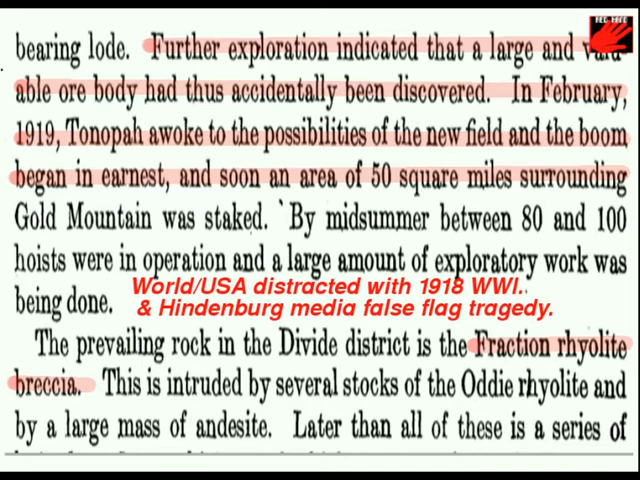 RED HAND
bearing lode. Further exploration indicated that a large and valu-
able ore body had thus accidentally been discovered. In February,
1919, Tonopah awoke to the possibilities of the new field and the boom
began in earnest, and soon an area of 50 square miles surrounding
Gold Mountain was staked. By midsummer between 80 and 100
hoists were in operation and a large amount of exploratory work was
being done.
World/USA distracted with 1918 WWI.
& Hindenburg media false flag tragedy.
The prevailing rock in the Divide district is the Fraction rhyolite
breccia. This is intruded by several stocks of the Oddie rhyolite and
by a large mass of andesite. Later than all of these is a series of